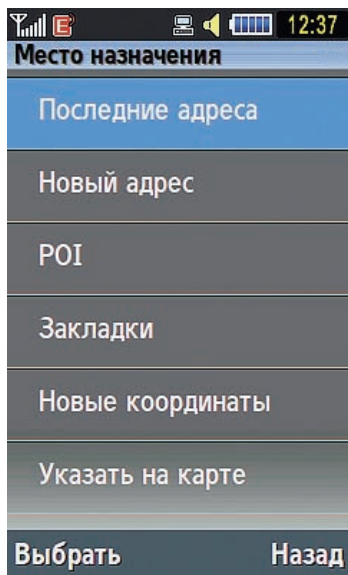 E 12:37
Место назначения
Последние адреса
Новый адрес
POI
Закладки
Новые координаты
Указать на карте
Выбрать Назад